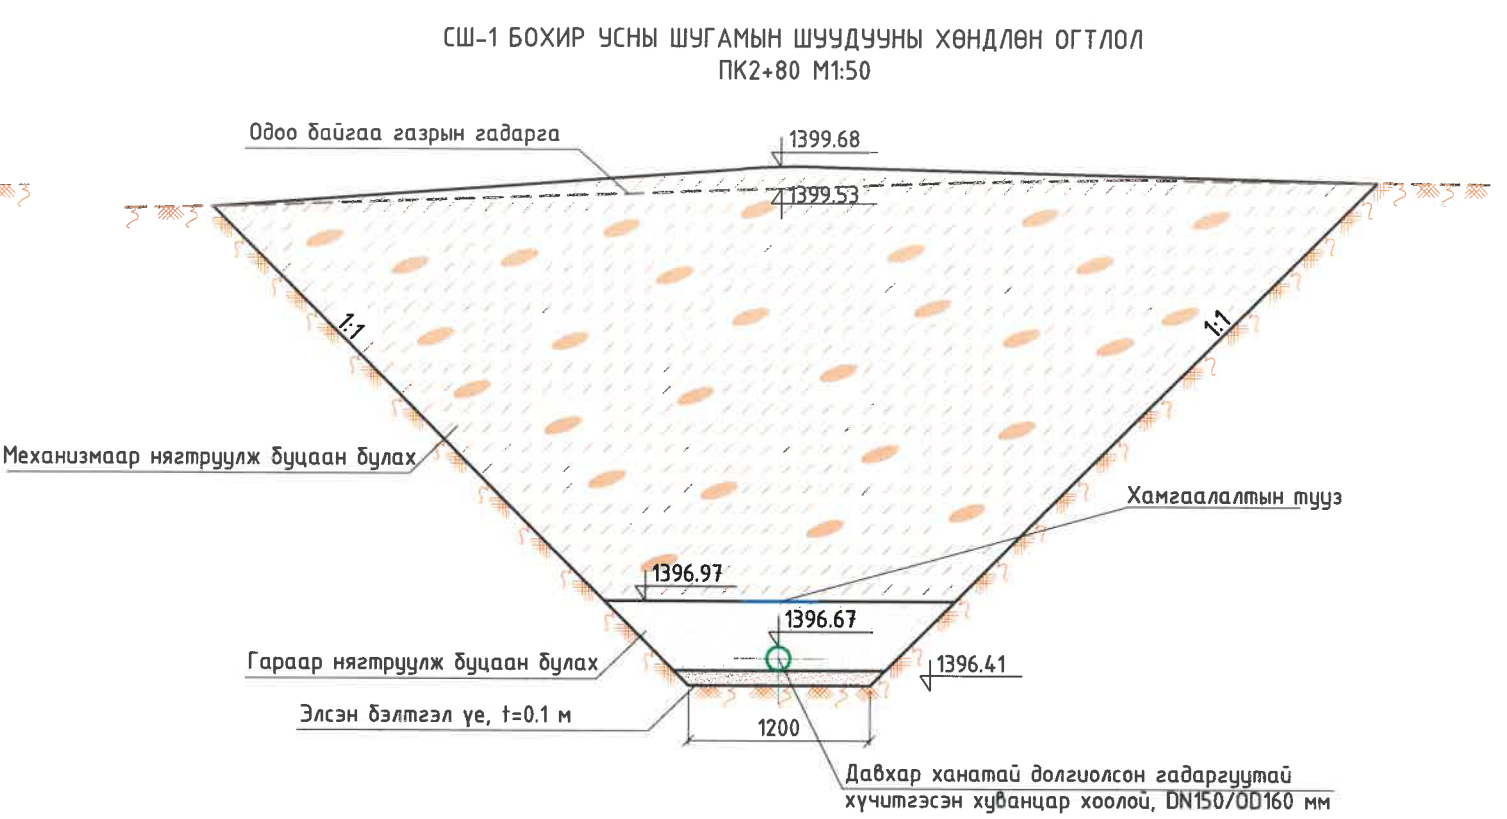 СШ-1 БОХИР УСНЫ ШУГАМЫН ШУУДУУНЫ ХӨНДЛӨН ОГТЛОЛ
ПК2+80 М1:50
Одоо байгаа газрын гадарга
1399.68
1399.53
1:1
1:1
Механизмаар нягтруулж буцаан булах
Хамгаалалтын тууз
1396.97
1396.67
Гараар нягтруулж буцаан булах
1396.41
Элсэн бэлтгэл үе, t=0.1 м
1200
Давхар ханатай долгиолсон гадаргуутай
хүчитгэсэн хуванцар хоолой, DN150/OD160 мм